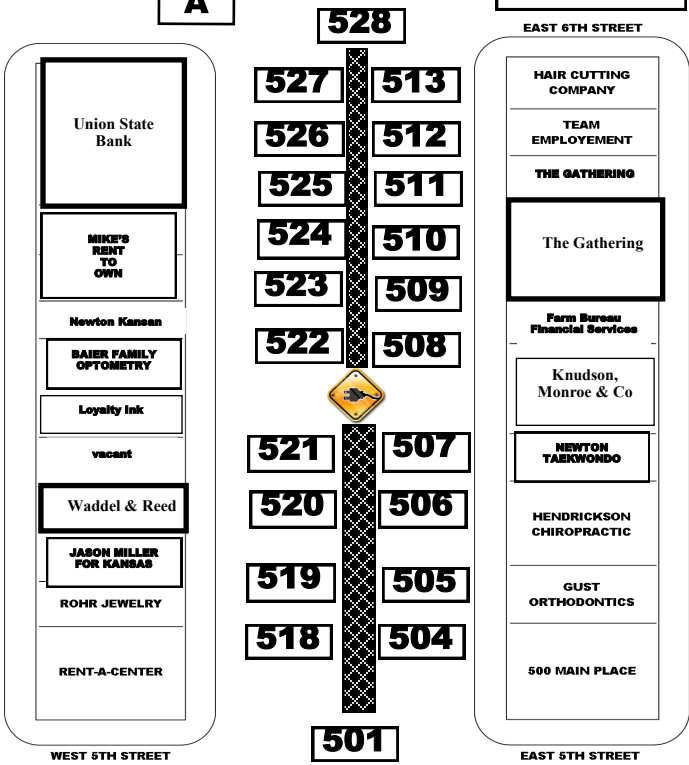 A
528
EAST 6TH STREET
Union State
Bank
MIKE'S
RENT
TO
OWN
Newton Kansan
BAIER FAMILY
OPTOMETRY
Loyalty Ink
vacant
Waddel & Reed
JASON MILLER
FOR KANSAS
ROHR JEWELRY
RENT-A-CENTER
WEST 5TH STREET
527
513
526
512
525
511
524
510
523
509
522
508
521
507
520
506
519
505
518
504
501
HAIR CUTTING
COMPANY
TEAM
EMPLOYEMENT
THE GATHERING
The Gathering
Farm Bureau
Financial Services
Knudson,
Monroe & Co
NEWTON
TAEKWONDO
HENDRICKSON
CHIROPRACTIC
GUST
ORTHODONTICS
500 MAIN PLACE
EAST 5TH STREET